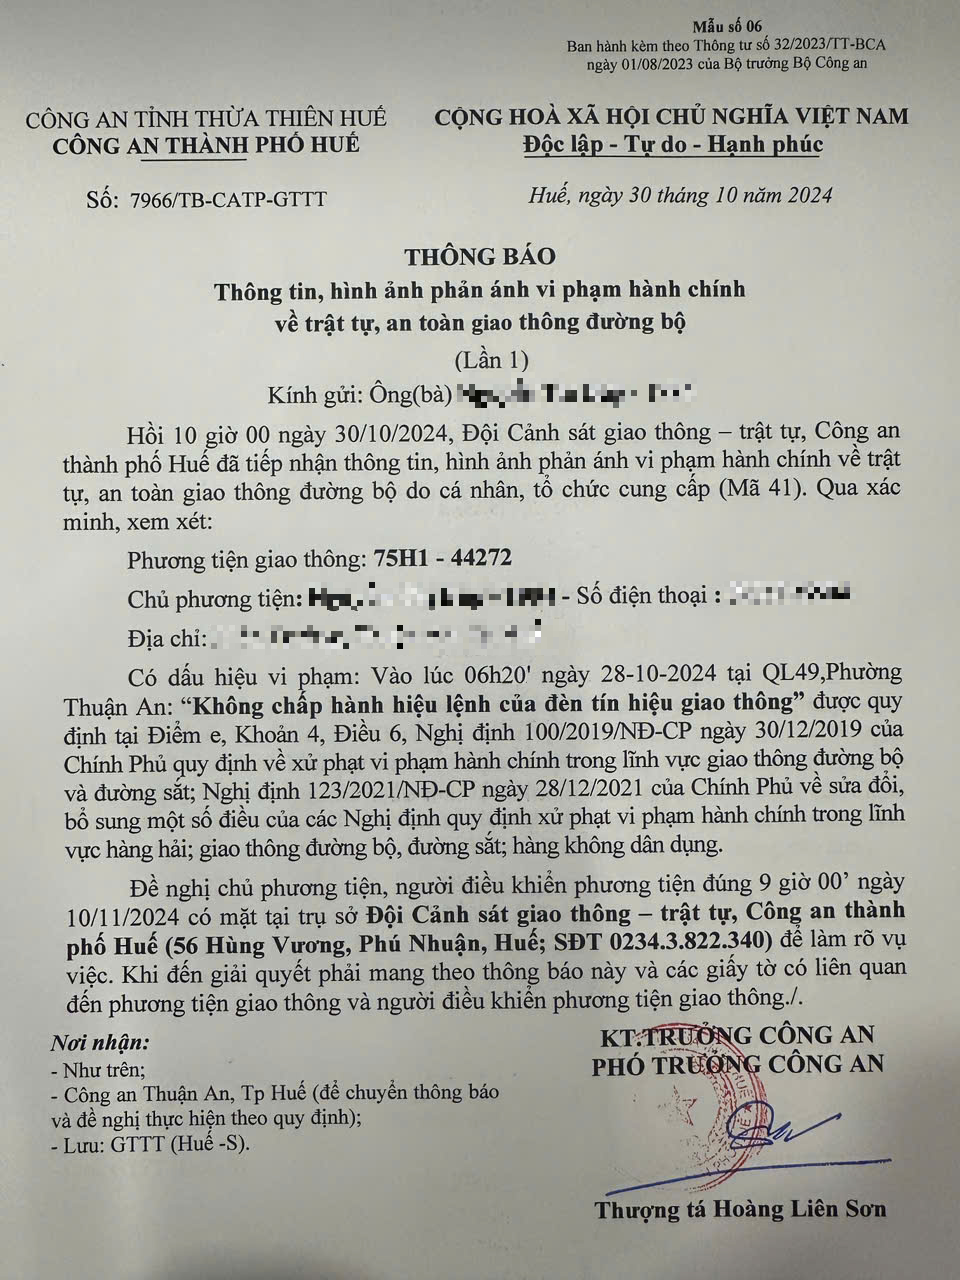 Mẫu số 06
Ban hành kèm theo Thông tư số 32/2023/TT-BCA
ngày 01/08/2023 của Bộ trưởng Bộ Công an
CÔNG AN TỈNH THỪA THIÊN HUẾ
CÔNG AN THÀNH PHỐ HUẾ
CỘNG HOÀ XÃ HỘI CHỦ NGHĨA VIỆT NAM
Độc lập - Tự do - Hạnh phúc
Số: 7966/TB-CATP-GTTT
Huế, ngày 30 tháng 10 năm 2024
THÔNG BÁO
Thông tin, hình ảnh phản ánh vi phạm hành chính
về trật tự, an toàn giao thông đường bộ
(Lần 1)
Kính gửi: Ông(bà)
Hồi 10 giờ 00 ngày 30/10/2024, Đội Cảnh sát giao thông – trật tự, Công an
thành phố Huế đã tiếp nhận thông tin, hình ảnh phản ánh vi phạm hành chính về trật
tự, an toàn giao thông đường bộ do cá nhân, tổ chức cung cấp (Mã 41). Qua xác
minh, xem xét:
Phương tiện giao thông: 75H1 - 44272
Chủ phương tiện: - Số điện thoại :
Địa chỉ:
Có dấu hiệu vi phạm: Vào lúc 06h20' ngày 28-10-2024 tại QL49,Phường
Thuận An: “Không chấp hành hiệu lệnh của đèn tín hiệu giao thông” được quy
định tại Điểm e, Khoản 4, Điều 6, Nghị định 100/2019/NĐ-CP ngày 30/12/2019 của
Chính Phủ quy định về xử phạt vi phạm hành chính trong lĩnh vực giao thông đường bộ
và đường sắt; Nghị định 123/2021/NĐ-CP ngày 28/12/2021 của Chính Phủ về sửa đổi,
bổ sung một số điều của các Nghị định quy định xử phạt vi phạm hành chính trong lĩnh
vực hàng hải; giao thông đường bộ, đường sắt; hàng không dân dụng.
Đề nghị chủ phương tiện, người điều khiển phương tiện đúng 9 giờ 00’ ngày
10/11/2024 có mặt tại trụ sở Đội Cảnh sát giao thông – trật tự, Công an thành
phố Huế (56 Hùng Vương, Phú Nhuận, Huế; SĐT 0234.3.822.340) để làm rõ vụ
việc. Khi đến giải quyết phải mang theo thông báo này và các giấy tờ có liên quan
đến phương tiện giao thông và người điều khiển phương tiện giao thông./.
Nơi nhận:
- Như trên;
- Công an Thuận An, Tp Huế (để chuyển thông báo
và đề nghị thực hiện theo quy định);
- Lưu: GTTT (Huế -S).
KT.TRƯỞNG CÔNG AN
PHÓ TRƯỞNG CÔNG AN
Thượng tá Hoàng Liên Sơn